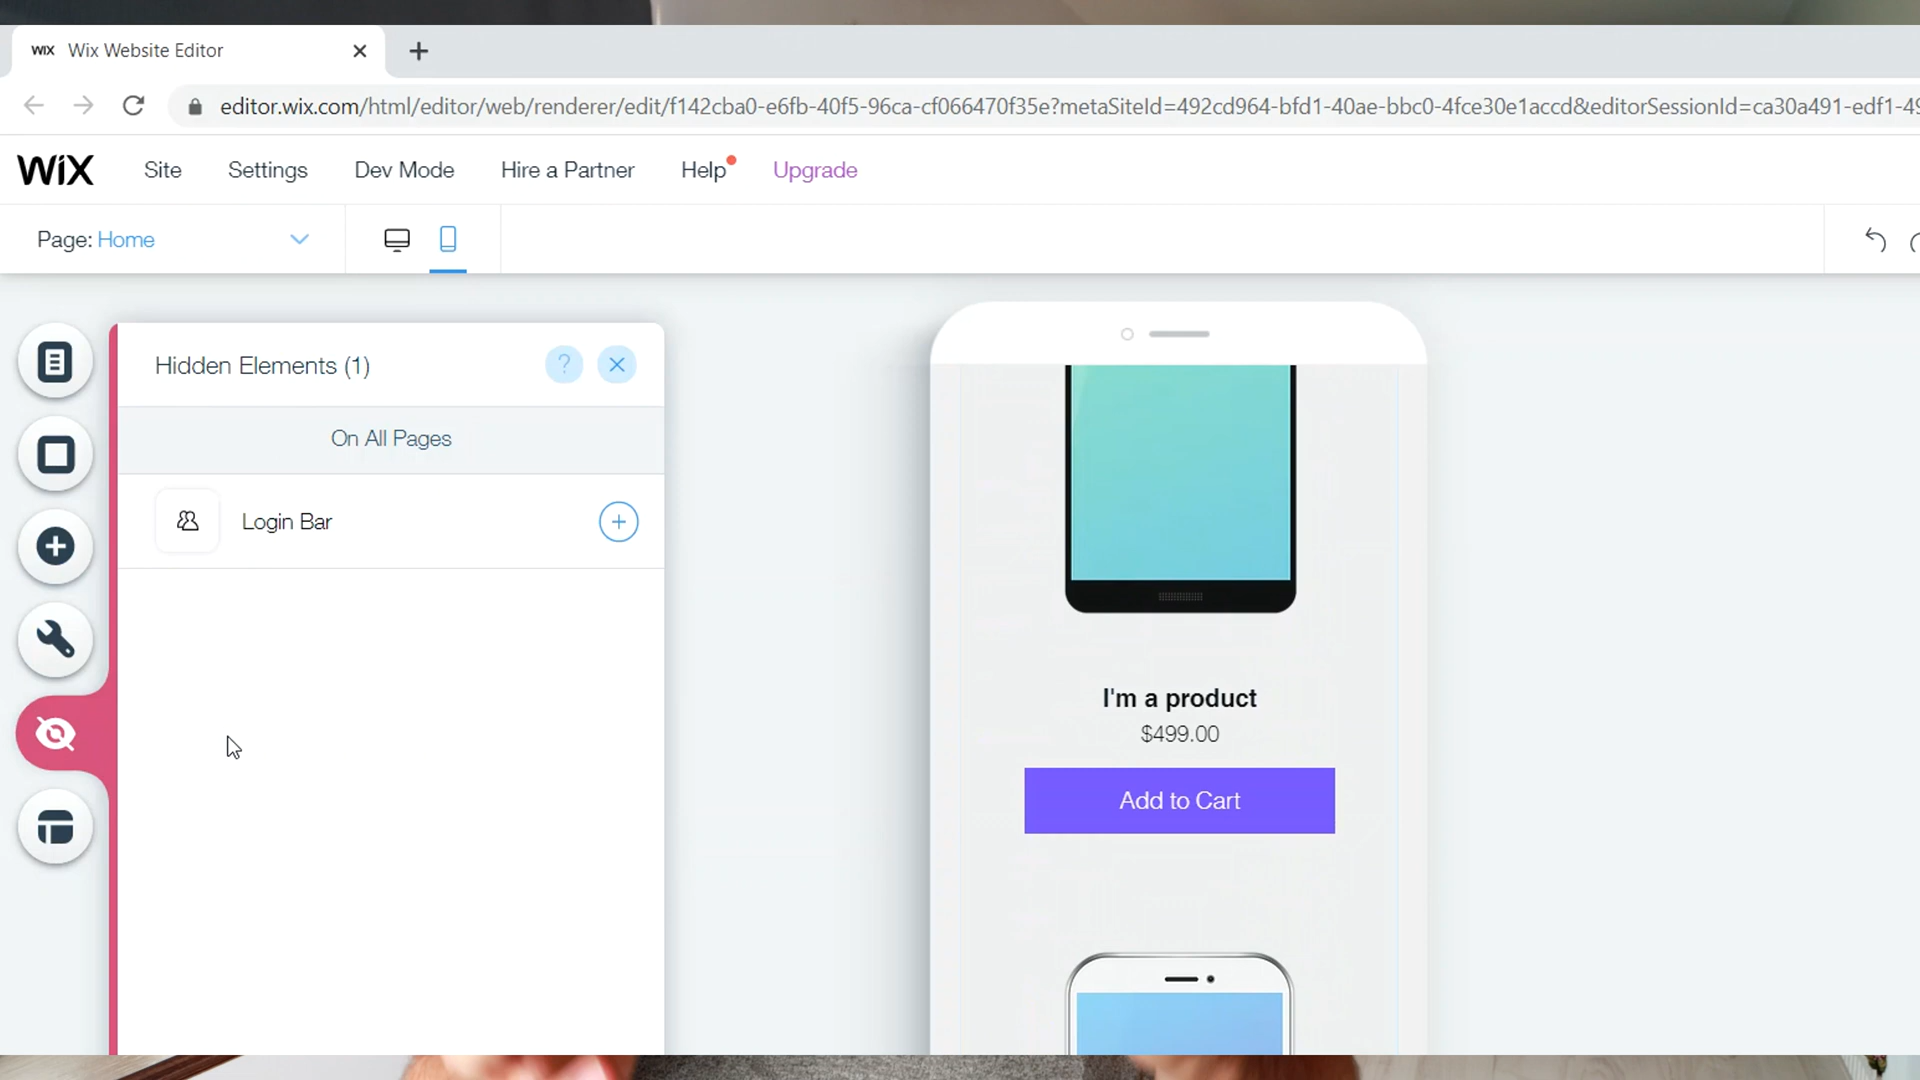 WIX Wix Website Editor
editor.wix.com/html/editor/web/renderer/edit/f142cba0-e6fb-40f5-96ca-cf066470f35e?metaSiteId=492cd964-bfd1-40ae-bbc0-4fce30e1accd&editorSessionId=ca30a491-edf1-49
WiX Site Settings Dev Mode Hire a Partner Help Upgrade
Page: Home
Hidden Elements (1) ?
On All Pages
Login Bar
I'm a product
$499.00
Add to Cart